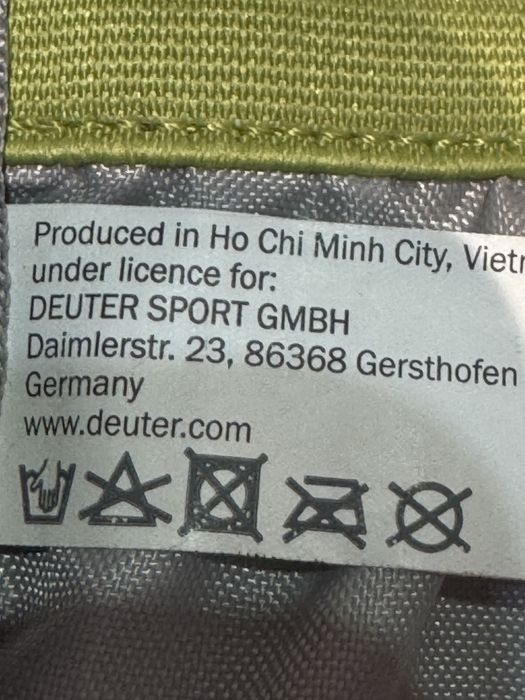 Produced in Ho Chi Minh City,
under licence for:
DEUTER SPORT GMBH
Daimlerstr. 23, 86368 Gersthofen
Germany
www.deuter.com